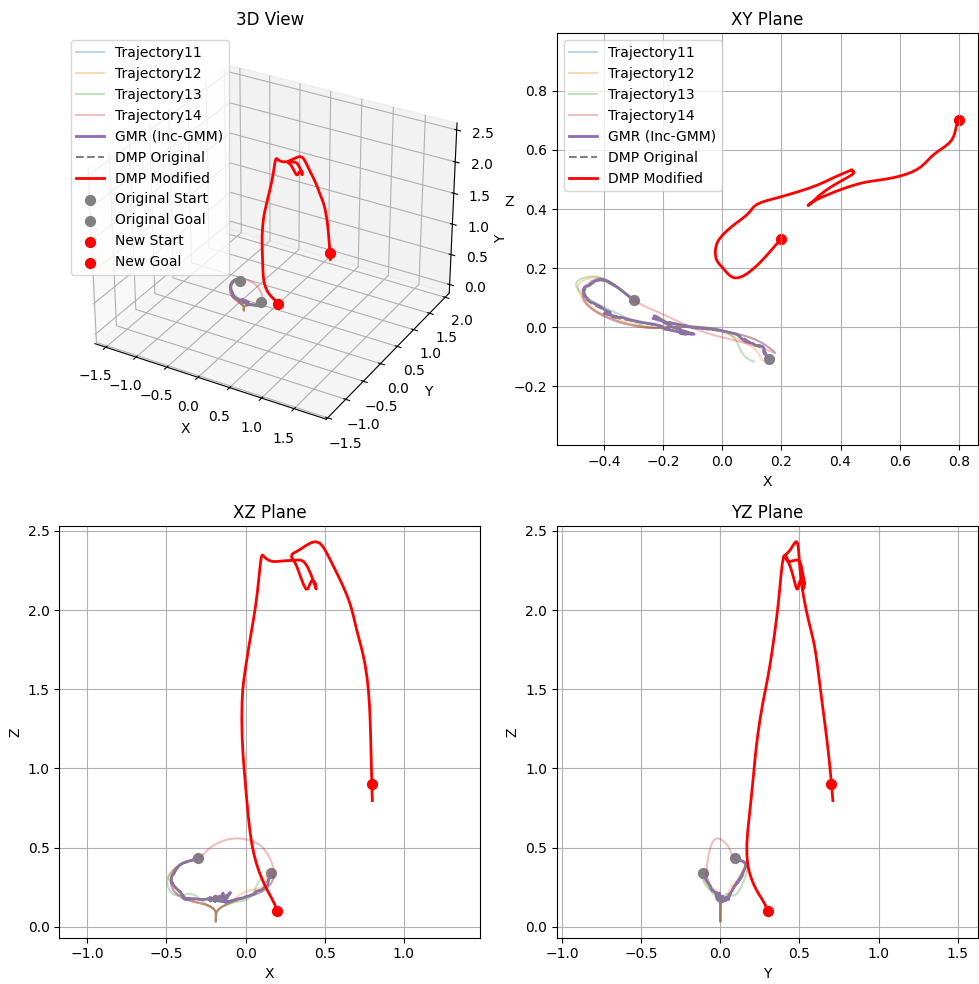 3D View
Trajectory11
Trajectory12
Trajectory13
Trajectory14
GMR (Inc-GMM)
DMP Original
DMP Modified
Original Start
Original Goal
New Start
New Goal
−1.5
−1.0
−0.5
0.0
0.5
1.0
1.5
X
−1.5
−1.0
−0.5
0.0
0.5
1.0
1.5
2.0
Y
0.0
0.5
1.0
1.5
2.0
2.5
Z
XY Plane
Trajectory11
Trajectory12
Trajectory13
Trajectory14
GMR (Inc-GMM)
DMP Original
DMP Modified
Y
0.8
0.6
0.4
0.2
0.0
−0.2
−0.4 −0.2 0.0 0.2 0.4 0.6 0.8
X
XZ Plane
Z
2.5
2.0
1.5
1.0
0.5
0.0
−1.0 −0.5 0.0 0.5 1.0
X
YZ Plane
Z
2.5
2.0
1.5
1.0
0.5
0.0
−1.0 −0.5 0.0 0.5 1.0 1.5
Y